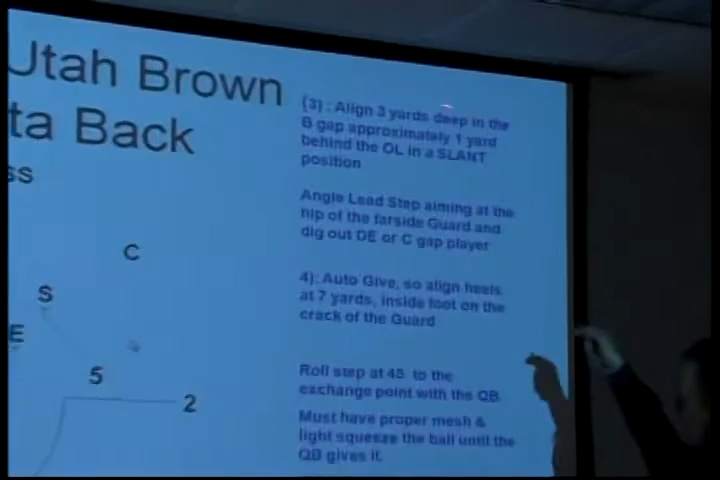 Utah Brown
ta Back
ss
C
S
E
5
2
(3) : Align 3 yards deep in the
B gap approximately 1 yard
behind the OL in a SLANT
position
Angle Lead Step aiming at the
hip of the farside Guard and
dig out DE or C gap player
4): Auto Give, so align heels
at 7 yards, inside foot on the
crack of the Guard
Roll step at 45 to the
exchange point with the QB.
Must have proper mesh &
light squeeze the ball until the
QB gives it.